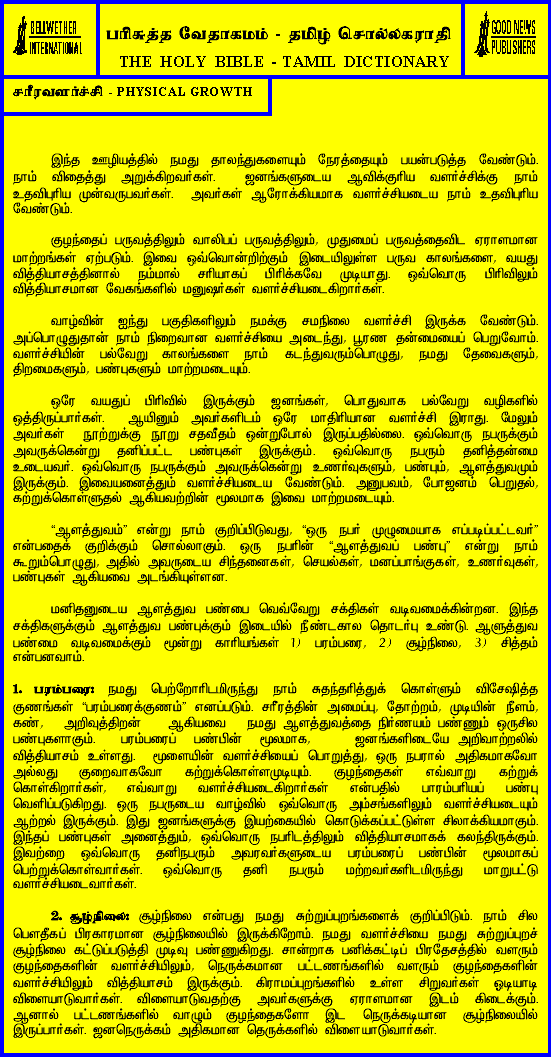 BELLWETHER
INTERNATIONAL
பரிசுத்த வேதாகமம் - தமிழ் சொல்லகராதி
THE HOLY BIBLE - TAMIL DICTIONARY
GOOD NEWS
PUBLISHERS
சரீரவளர்ச்சி - PHYSICAL GROWTH
இந்த ஊழியத்தில் நமது தாலந்துகளையும் நேரத்தையும் பயன்படுத்த வேண்டும்.
நாம் விதைத்து அறுக்கிறவர்கள். ஜனங்களுடைய ஆவிக்குரிய வளர்ச்சிக்கு நாம்
உதவிபுரிய முன்வருபவர்கள். அவர்கள் ஆரோக்கியமாக வளர்ச்சியடைய நாம் உதவிபுரிய
வேண்டும்.
குழந்தைப் பருவத்திலும் வாலிபப் பருவத்திலும், முதுமைப் பருவத்தைவிட ஏராளமான
மாற்றங்கள் ஏற்படும். இவை ஒவ்வொன்றிற்கும் இடையிலுள்ள பருவ காலங்களை, வயது
வித்தியாசத்தினால் நம்மால் சரியாகப் பிரிக்கவே முடியாது. ஒவ்வொரு பிரிவிலும்
வித்தியாசமான வேகங்களில் மனுஷர்கள் வளர்ச்சியடைகிறார்கள்.
வாழ்வின் ஐந்து பகுதிகளிலும் நமக்கு சமநிலை வளர்ச்சி இருக்க வேண்டும்.
அப்பொழுதுதான் நாம் நிறைவான வளர்ச்சியை அடைந்து, பூரண தன்மையைப் பெறுவோம்.
வளர்ச்சியின் பல்வேறு காலங்களை நாம் கடந்துவரும்பொழுது, நமது தேவைகளும்,
திறமைகளும், பண்புகளும் மாற்றமடையும்.
ஒரே வயதுப் பிரிவில் இருக்கும் ஜனங்கள், பொதுவாக பல்வேறு வழிகளில்
ஒத்திருப்பார்கள். ஆயினும் அவர்களிடம் ஒரே மாதிரியான வளர்ச்சி இராது. மேலும்
அவர்கள் நூற்றுக்கு நூறு சதவீதம் ஒன்றுபோல் இருப்பதில்லை. ஒவ்வொரு நபருக்கும்
அவருக்கென்று தனிப்பட்ட பண்புகள் இருக்கும். ஒவ்வொரு நபரும் தனித்தன்மை
உடையவர். ஒவ்வொரு நபருக்கும் அவருக்கென்று உணர்வுகளும், பண்பும், ஆளத்துவமும்
இருக்கும். இவையனைத்தும் வளர்ச்சியடைய வேண்டும். அனுபவம், போஜனம் பெறுதல்,
கற்றுக்கொள்ளுதல் ஆகியவற்றின் மூலமாக இவை மாற்றமடையும்.
“ஆளத்துவம்” என்று நாம் குறிப்பிடுவது, “ஒரு நபர் முழுமையாக எப்படிப்பட்டவர்”
என்பதைக் குறிக்கும் சொல்லாகும். ஒரு நபரின் “ஆளத்துவப் பண்பு” என்று நாம்
கூறும்பொழுது, அதில் அவருடைய சிந்தனைகள், செயல்கள், மனப்பாங்குகள், உணர்வுகள்,
பண்புகள் ஆகியவை அடங்கியுள்ளன.
மனிதனுடைய ஆளத்துவ பண்பை வெவ்வேறு சக்திகள் வடிவமைக்கின்றன. இந்த
சக்திகளுக்கும் ஆளத்துவ பண்புக்கும் இடையில் நீண்டகால தொடர்பு உண்டு. ஆளுத்துவ
பண்மை வடிவமைக்கும் மூன்று காரியங்கள் 1) பரம்பரை, 2) சூழ்நிலை, 3) சித்தம்
என்பனவாம்.
1. பரம்பரை: நமது பெற்றோரிடமிருந்து நாம் சுதந்தரித்துக் கொள்ளும் விசேஷித்த
குணங்கள் “பரம்பரைக்குணம்” எனப்படும். சரீரத்தின் அமைப்பு, தோற்றம், முடியின் நீளம்,
கண், அறிவுத்திறன் ஆகியவை நமது ஆளத்துவத்தை நிர்ணயம் பண்ணும் ஒருசில
பண்புகளாகும். பரம்பரைப் பண்பின் மூலமாக, ஜனங்களிடையே அறிவாற்றலில்
வித்தியாசம் உள்ளது. மூளையின் வளர்ச்சியைப் பொறுத்து, ஒரு நபரால் அதிகமாகவோ
அல்லது குறைவாகவோ கற்றுக்கொள்ளமுடியும். குழந்தைகள் எவ்வாறு கற்றுக்
கொள்கிறார்கள், எவ்வாறு வளர்ச்சியடைகிறார்கள் என்பதில் பாரம்பரியப் பண்பு
வெளிப்படுகிறது. ஒரு நபருடைய வாழ்வில் ஒவ்வொரு அம்சங்களிலும் வளர்ச்சியடையும்
ஆற்றல் இருக்கும். இது ஜனங்களுக்கு இயற்கையில் கொடுக்கப்பட்டுள்ள சிலாக்கியமாகும்.
இந்தப் பண்புகள் அனைத்தும், ஒவ்வொரு நபரிடத்திலும் வித்தியாசமாகக் கலந்திருக்கும்.
இவற்றை ஒவ்வொரு தனிநபரும் அவரவர்களுடைய பரம்பரைப் பண்பின் மூலமாகப்
பெற்றுக்கொள்வார்கள். ஒவ்வொரு தனி நபரும் மற்றவர்களிடமிருந்து மாறுபட்டு
வளர்ச்சியடைவார்கள்.
2. சூழ்நிலை: சூழ்நிலை என்பது நமது சுற்றுப்புறங்களைக் குறிப்பிடும். நாம் சில
பௌதீகப் பிரகாரமான சூழ்நிலையில் இருக்கிறோம். நமது வளர்ச்சியை நமது சுற்றுப்புறச்
சூழ்நிலை கட்டுப்படுத்தி முடிவு பண்ணுகிறது. சான்றாக பனிக்கட்டிப் பிரதேசத்தில் வளரும்
குழந்தைகளின் வளர்ச்சியிலும், நெருக்கமான பட்டணங்களில் வளரும் குழந்தைகளின்
வளர்ச்சியிலும் வித்தியாசம் இருக்கும். கிராமப்புறங்களில் உள்ள சிறுவர்கள் ஓடியாடி
விளையாடுவார்கள். விளையாடுவதற்கு அவர்களுக்கு ஏராளமான இடம் கிடைக்கும்.
ஆனால் பட்டணங்களில் வாழும் குழந்தைகளோ இட நெருக்கடியான சூழ்நிலையில்
இருப்பார்கள். ஜனநெருக்கம் அதிகமான தெருக்களில் விளையாடுவார்கள்.